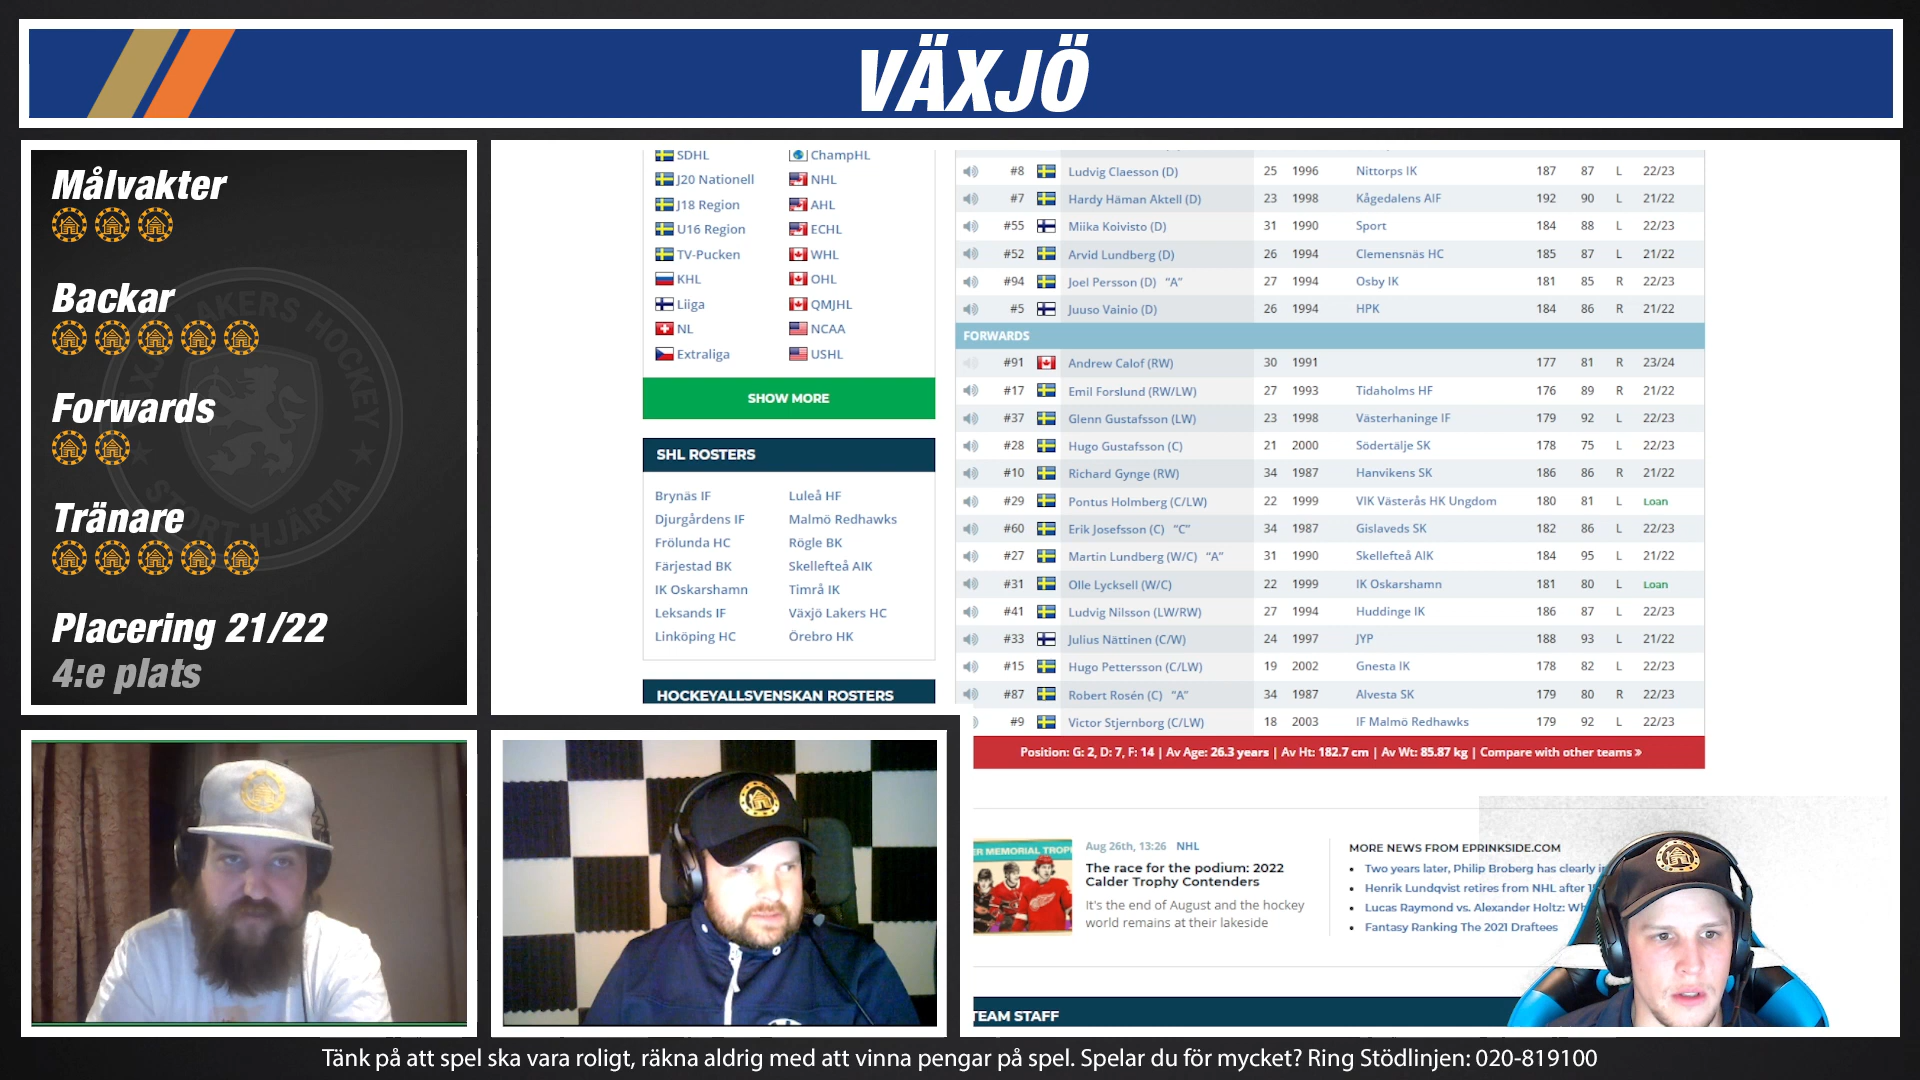 VÄXJÖ
Målvakter
Backar
Forwards
Tränare
Placering 21/22
4:e plats
VÄXJÖ LAKERS HOCKEY
STORT HJÄRTA
SDHL ChampHL
J20 Nationell NHL
J18 Region AHL
U16 Region ECHL
TV-Pucken WHL
KHL OHL
Liiga QMJHL
NL NCAA
Extraliga USHL
SHOW MORE
SHL ROSTERS
Brynäs IF Luleå HF
Djurgårdens IF Malmö Redhawks
Frölunda HC Rögle BK
Färjestad BK Skellefteå AIK
IK Oskarshamn Timrå IK
Leksands IF Växjö Lakers HC
Linköping HC Örebro HK
HOCKEYALLSVENSKAN ROSTERS
#8 Ludvig Claesson (D) 25 1996 Nittorps IK 187 87 L 22/23
#7 Hardy Häman Aktell (D) 23 1998 Kågedalens AIF 192 90 L 21/22
#55 Miika Koivisto (D) 31 1990 Sport 184 88 L 22/23
#52 Arvid Lundberg (D) 26 1994 Clemensnäs HC 185 87 L 21/22
#94 Joel Persson (D) “A” 27 1994 Osby IK 181 85 R 22/23
#5 Juuso Vainio (D) 26 1994 HPK 184 86 R 21/22
FORWARDS
#91 Andrew Calof (RW) 30 1991 177 81 R 23/24
#17 Emil Forslund (RW/LW) 27 1993 Tidaholms HF 176 89 R 21/22
#37 Glenn Gustafsson (LW) 23 1998 Västerhaninge IF 179 92 L 22/23
#28 Hugo Gustafsson (C) 21 2000 Södertälje SK 178 75 L 22/23
#10 Richard Gynge (RW) 34 1987 Hanvikens SK 186 86 R 21/22
#29 Pontus Holmberg (C/LW) 22 1999 VIK Västerås HK Ungdom 180 81 L Loan
#60 Erik Josefsson (C) “C” 34 1987 Gislaveds SK 182 86 L 22/23
#27 Martin Lundberg (W/C) “A” 31 1990 Skellefteå AIK 184 95 L 21/22
#31 Olle Lycksell (W/C) 22 1999 IK Oskarshamn 181 80 L Loan
#41 Ludvig Nilsson (LW/RW) 27 1994 Huddinge IK 186 87 L 22/23
#33 Julius Nättinen (C/W) 24 1997 JYP 188 93 L 21/22
#15 Hugo Pettersson (C/LW) 19 2002 Gnesta IK 178 82 L 22/23
#87 Robert Rosén (C) “A” 34 1987 Alvesta SK 179 80 R 22/23
#9 Victor Stjernborg (C/LW) 18 2003 IF Malmö Redhawks 179 92 L 22/23
Position: G: 2, D: 7, F: 14 | Av Age: 26.3 years | Av Ht: 182.7 cm | Av Wt: 85.87 kg | Compare with other teams »
MEMORIAL
Aug 26th, 13:26 NHL
The race for the podium: 2022
Calder Trophy Contenders
It's the end of August and the hockey
world remains at their lakeside
MORE NEWS FROM EPRINKSIDE.COM
Two years later, Philip Broberg has clearly
Henrik Lundqvist retires from NHL after
Lucas Raymond vs. Alexander Holtz:
Fantasy Ranking The 2021 Draftees
TEAM STAFF
Tänk på att spel ska vara roligt, räkna aldrig med att vinna pengar på spel. Spelar du för mycket? Ring Stödlinjen: 020-819100